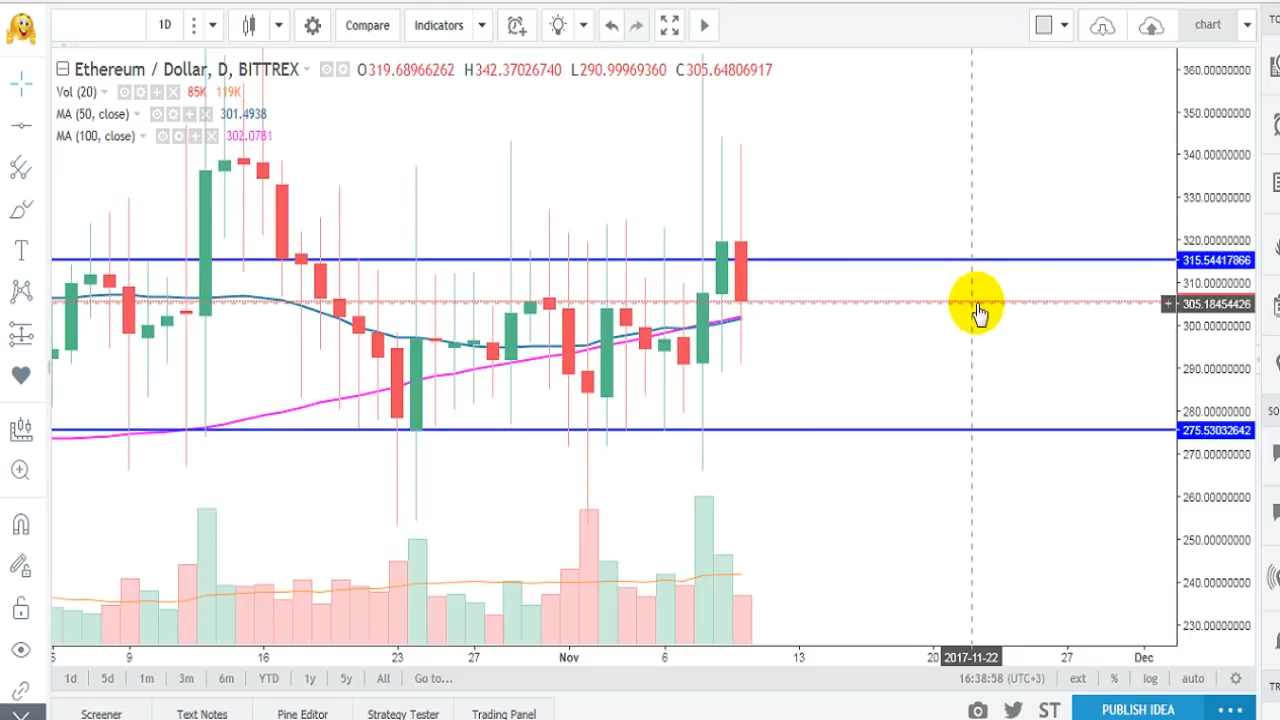 1D Compare Indicators chart
Ethereum / Dollar, D, BITTREX O319.68966262 H342.37026740 L290.99969360 C305.64806917
Vol (20) 85K 119K
MA (50, close) 301.4938
MA (100, close) 302.0781
360.00000000
350.00000000
340.00000000
330.00000000
320.00000000
315.54417866
310.00000000
305.18454426
300.00000000
290.00000000
280.00000000
275.53032642
270.00000000
260.00000000
250.00000000
240.00000000
230.00000000
5 9 16 23 27 Nov 6 13 20 2017-11-22 27 Dec
1d 5d 1m 3m 6m YTD 1y 5y All Go to... 16:38:58 (UTC+3) ext % log auto
Screener Text Notes Pine Editor Strategy Tester Trading Panel ST PUBLISH IDEA